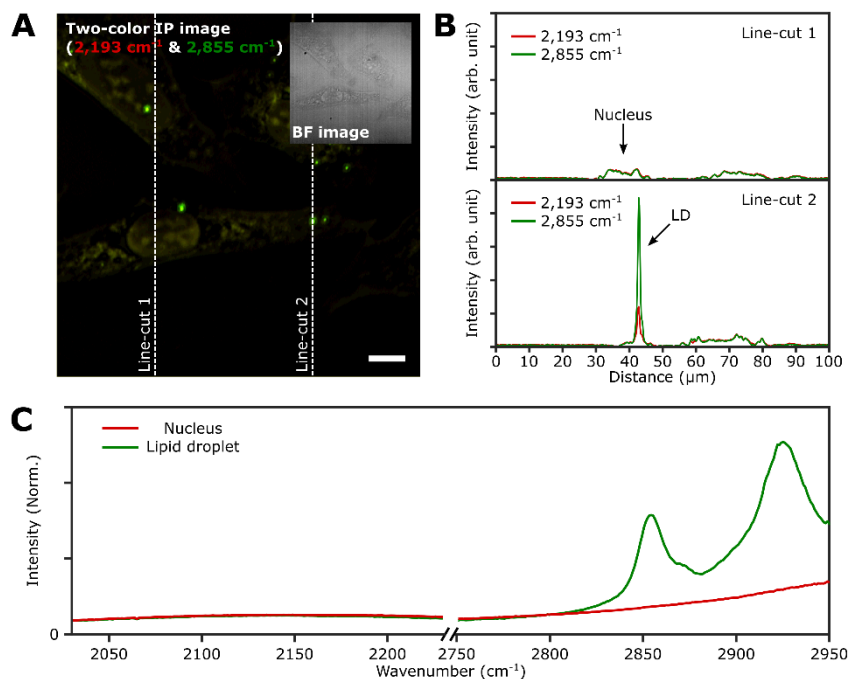 A
Two-color IP image
(2,193 cm⁻¹ & 2,855 cm⁻¹)
BF image
Line-cut 1
Line-cut 2
B
Intensity (arb. unit)
2,193 cm⁻¹
2,855 cm⁻¹
Line-cut 1
Nucleus
Intensity (arb. unit)
2,193 cm⁻¹
2,855 cm⁻¹
Line-cut 2
LD
0 10 20 30 40 50 60 70 80 90 100
Distance (µm)
C
Nucleus
Lipid droplet
Intensity (Norm.)
0
2050 2100 2150 2200 2750 2800 2850 2900 2950
Wavenumber (cm⁻¹)